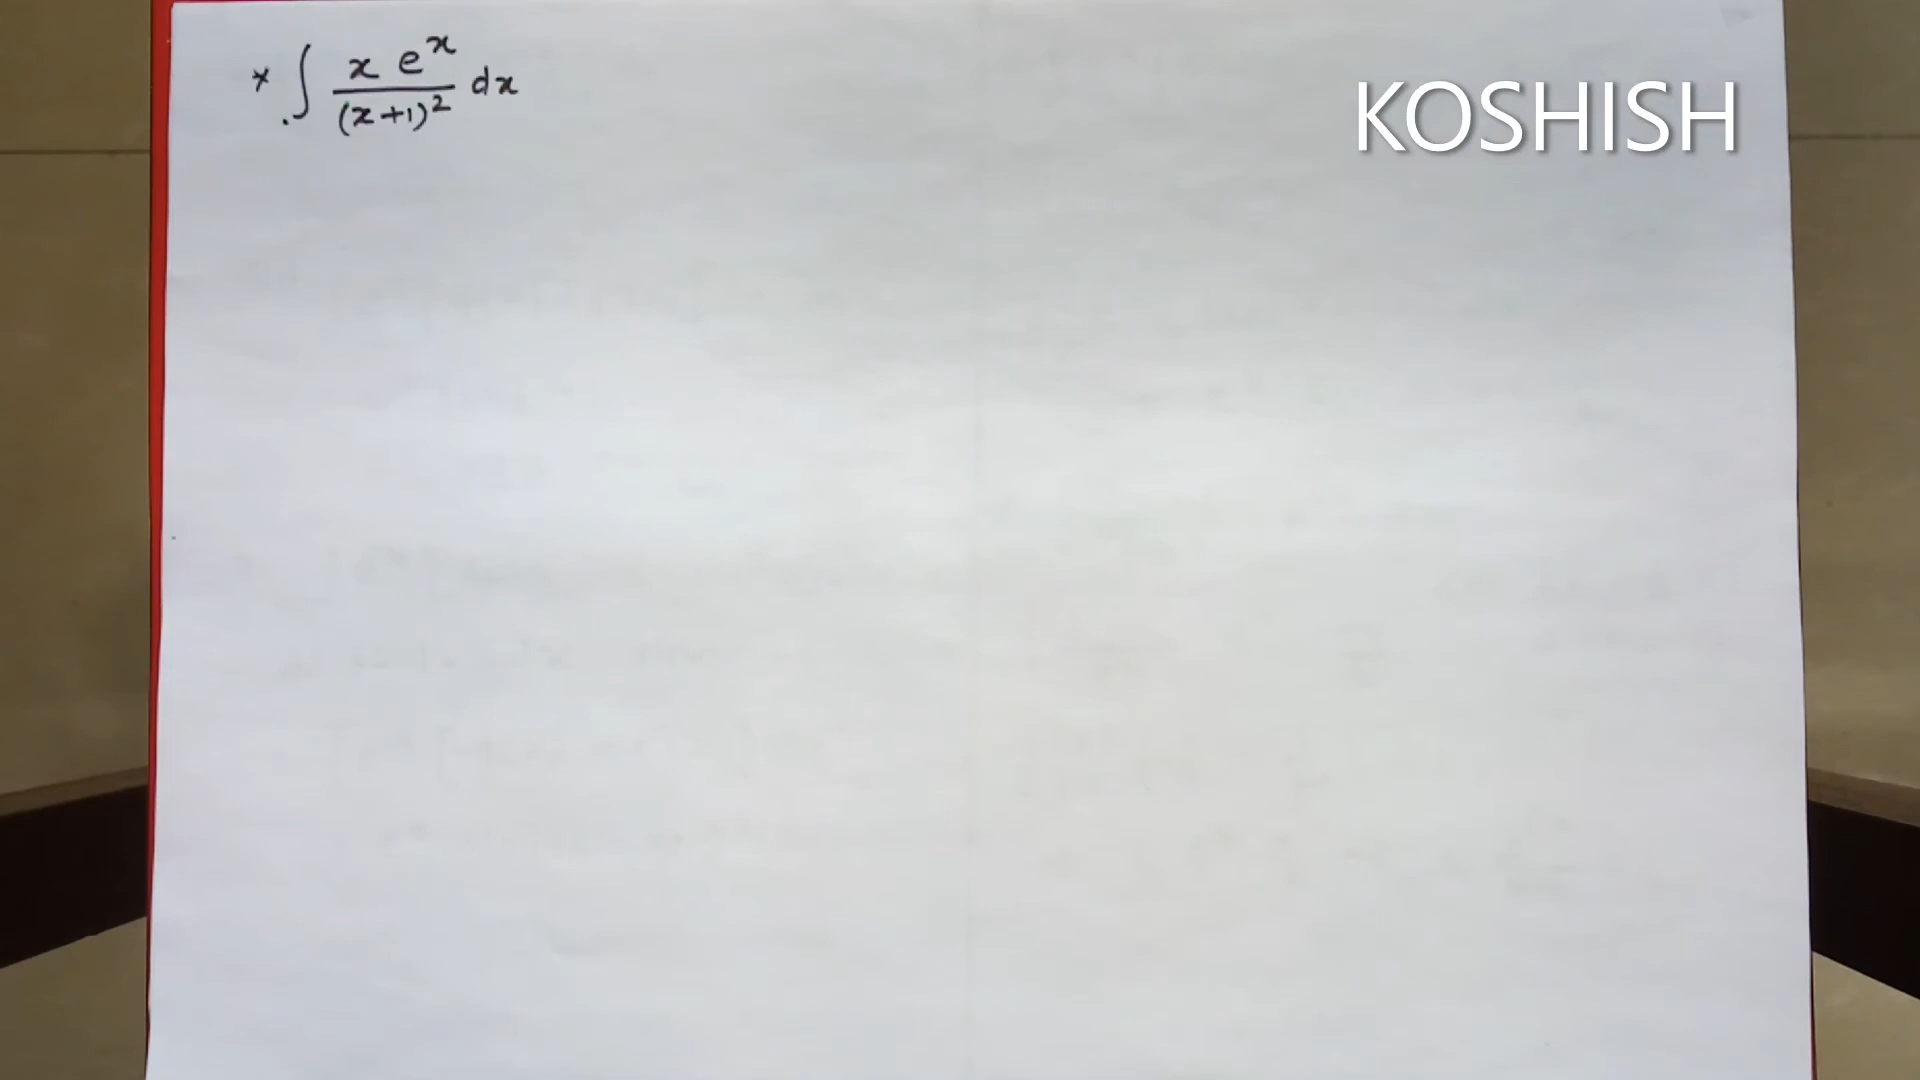 * ∫ x e^x / (x+1)^2 dx
KOSHISH